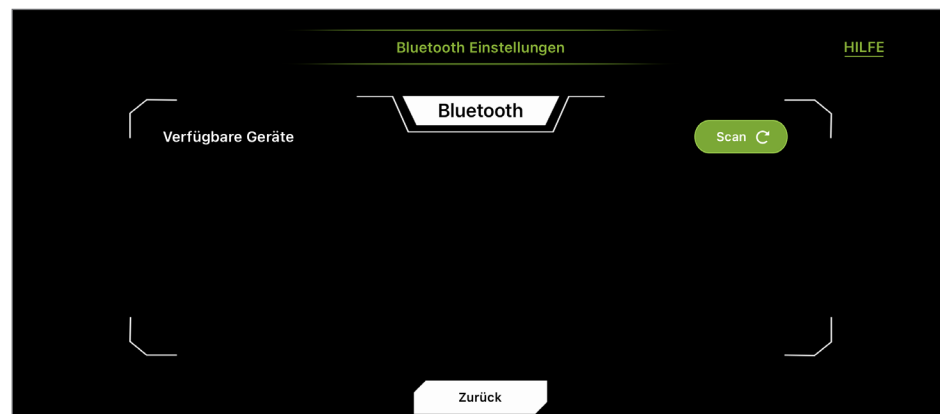 Bluetooth Einstellungen
HILFE
Bluetooth
Verfügbare Geräte
Scan
Zurück